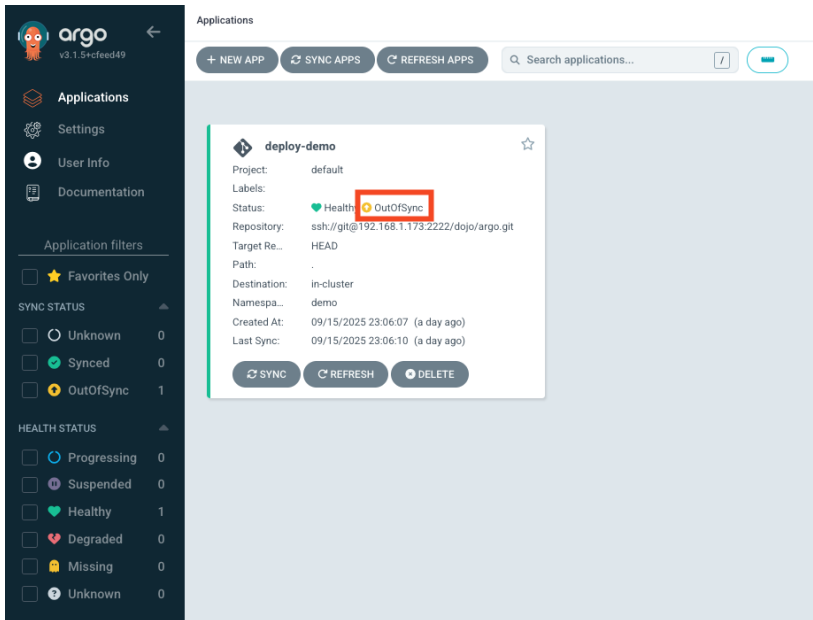 argo
v3.1.5+cfeed49
Applications
Settings
User Info
Documentation
Application filters
Favorites Only
SYNC STATUS
Unknown 0
Synced 0
OutOfSync 1
HEALTH STATUS
Progressing 0
Suspended 0
Healthy 1
Degraded 0
Missing 0
Unknown 0
Applications
+ NEW APP SYNC APPS REFRESH APPS Search applications... /
deploy-demo
Project: default
Labels:
Status: Healthy OutOfSync
Repository: ssh://git@192.168.1.173:2222/dojo/argo.git
Target Re... HEAD
Path: .
Destination: in-cluster
Namespa... demo
Created At: 09/15/2025 23:06:07 (a day ago)
Last Sync: 09/15/2025 23:06:10 (a day ago)
SYNC REFRESH DELETE